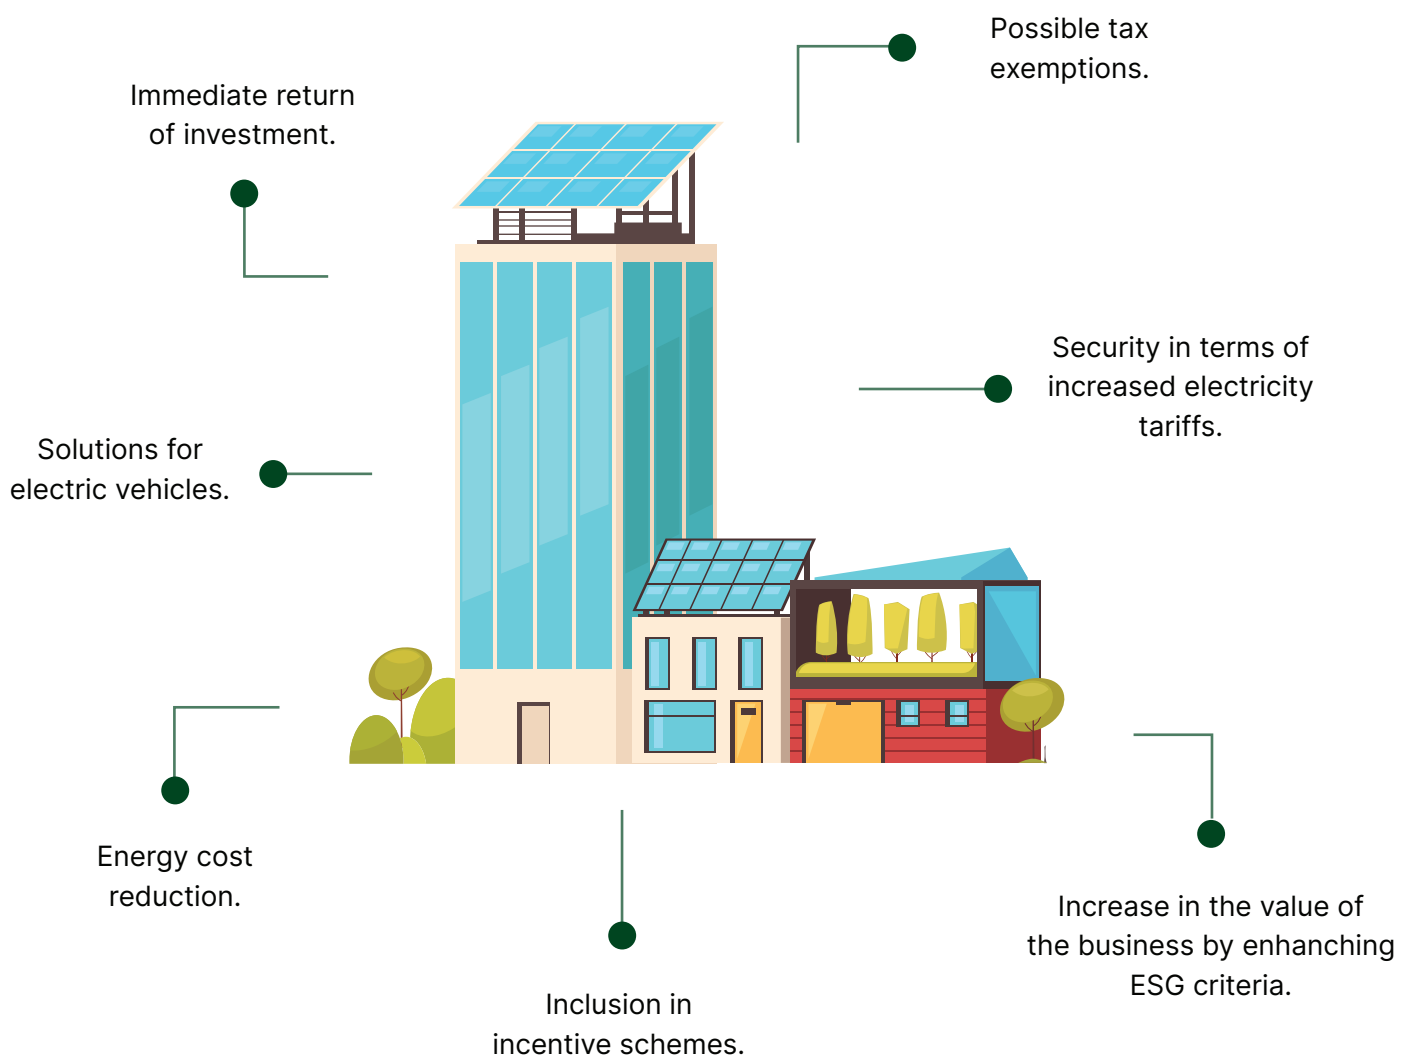 Possible tax
exemptions.
Immediate return
of investment.
Security in terms of
increased electricity
tariffs.
Solutions for
electric vehicles.
Energy cost
reduction.
Increase in the value of
the business by enhanching
ESG criteria.
Inclusion in
incentive schemes.